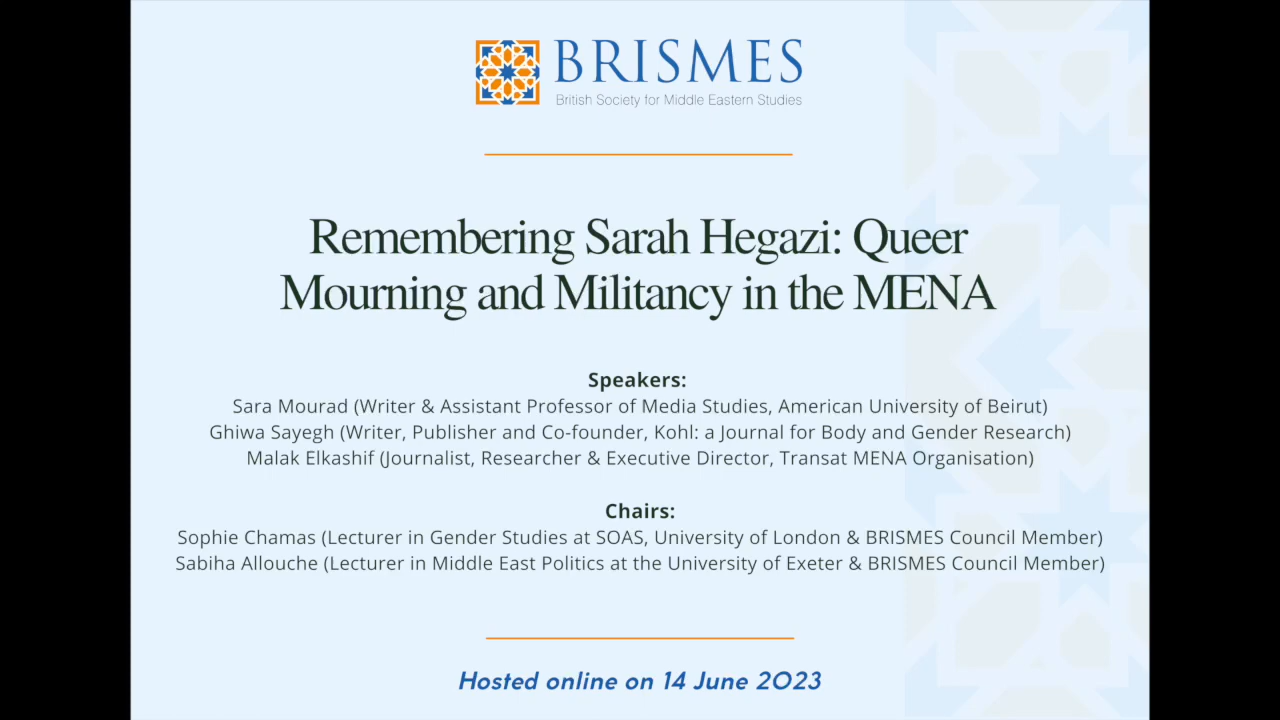 BRISMES
British Society for Middle Eastern Studies
Remembering Sarah Hegazi: Queer
Mourning and Militancy in the MENA
Speakers:
Sara Mourad (Writer & Assistant Professor of Media Studies, American University of Beirut)
Ghiwa Sayegh (Writer, Publisher and Co-founder, Kohl: a Journal for Body and Gender Research)
Malak Elkashif (Journalist, Researcher & Executive Director, Transat MENA Organisation)
Chairs:
Sophie Chamas (Lecturer in Gender Studies at SOAS, University of London & BRISMES Council Member)
Sabiha Allouche (Lecturer in Middle East Politics at the University of Exeter & BRISMES Council Member)
Hosted online on 14 June 2023